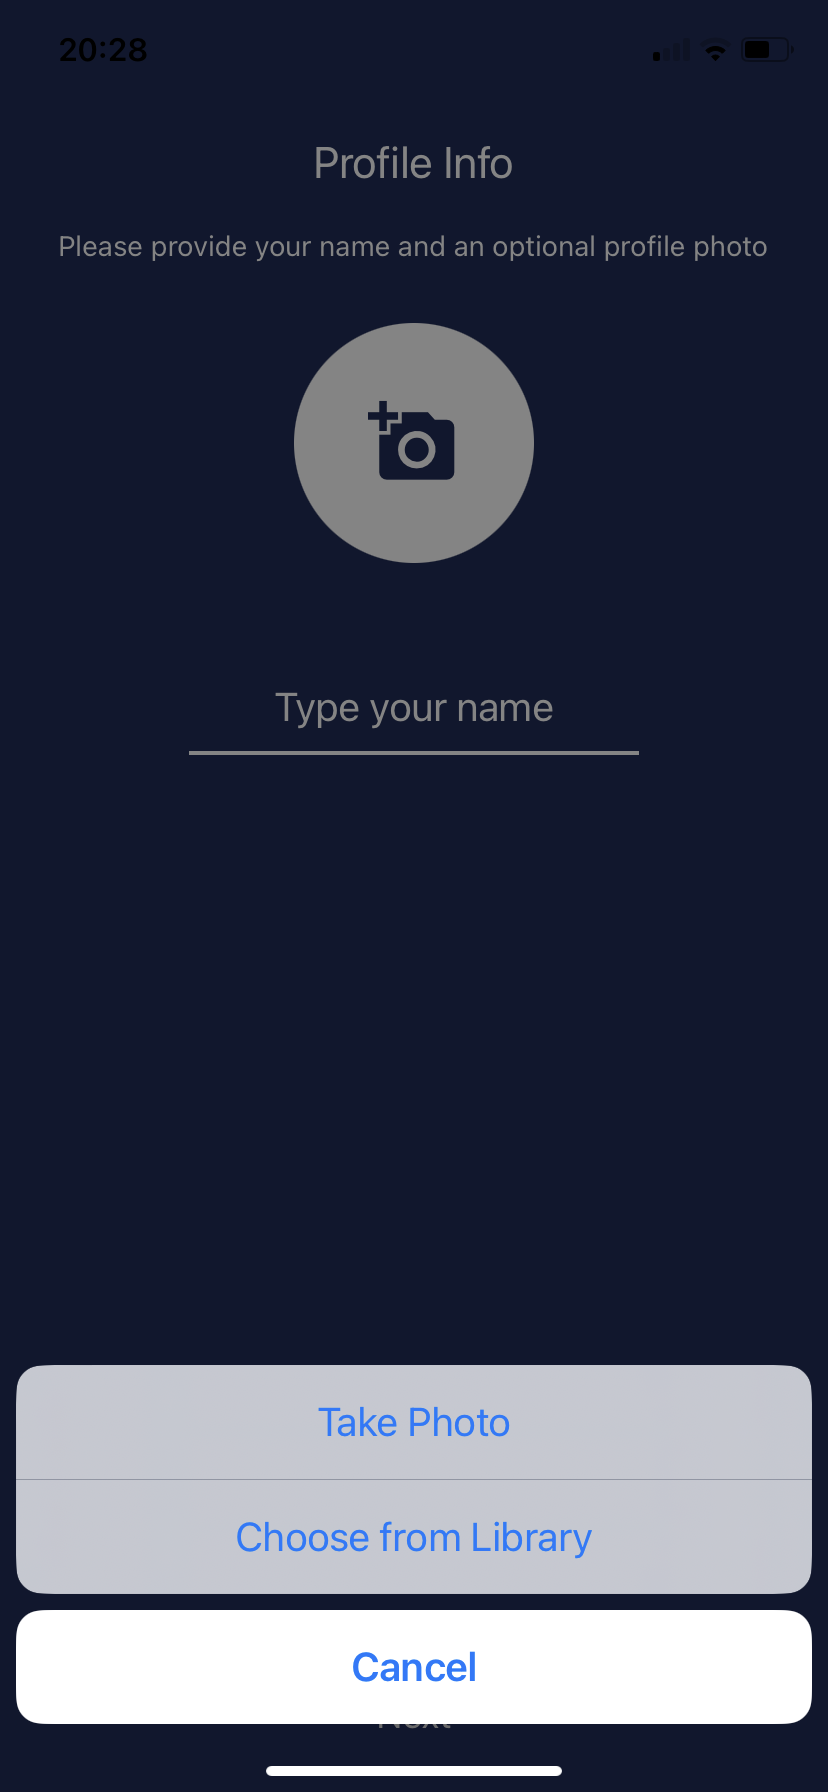 20:28
Profile Info
Please provide your name and an optional profile photo
Type your name
Take Photo
Choose from Library
Cancel
Next